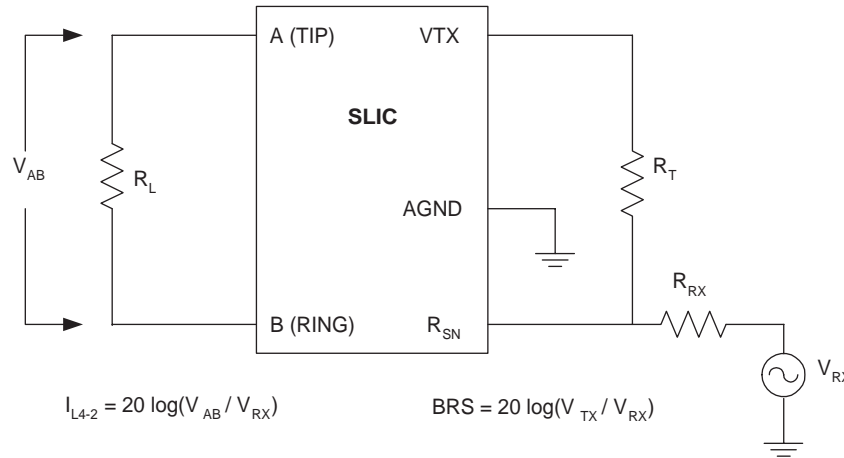 A (TIP)
VTX
SLIC
V_AB
R_L
R_T
AGND
R_RX
B (RING)
R_SN
V_RX
I_L4-2 = 20 log(V_AB / V_RX)
BRS = 20 log(V_TX / V_RX)